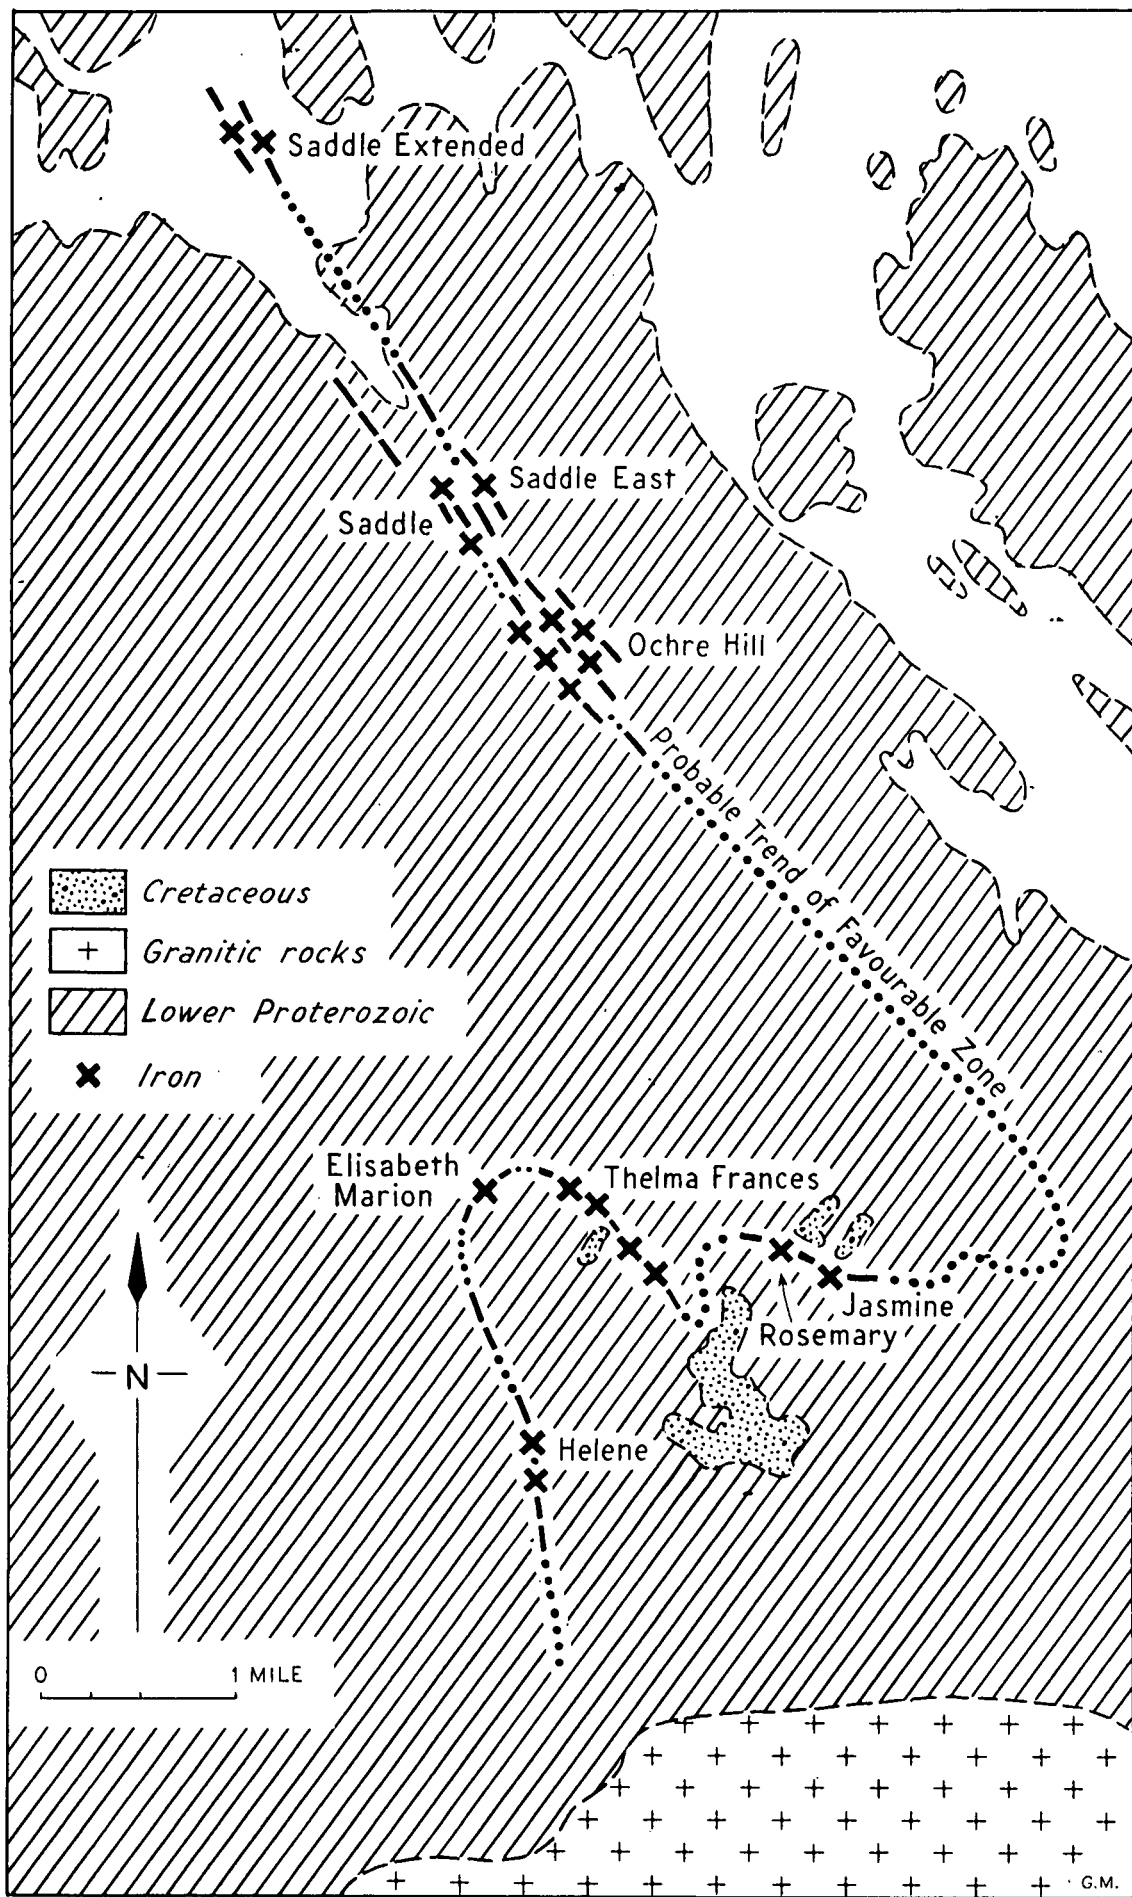 Saddle Extended
Saddle East
Saddle
Ochre Hill
Probable Trend of Favourable Zone
Cretaceous
+ Granitic rocks
Lower Proterozoic
Iron
Elisabeth
Marion
Thelma Frances
Jasmine
Rosemary
N
Helene
0 1 MILE
G.M.